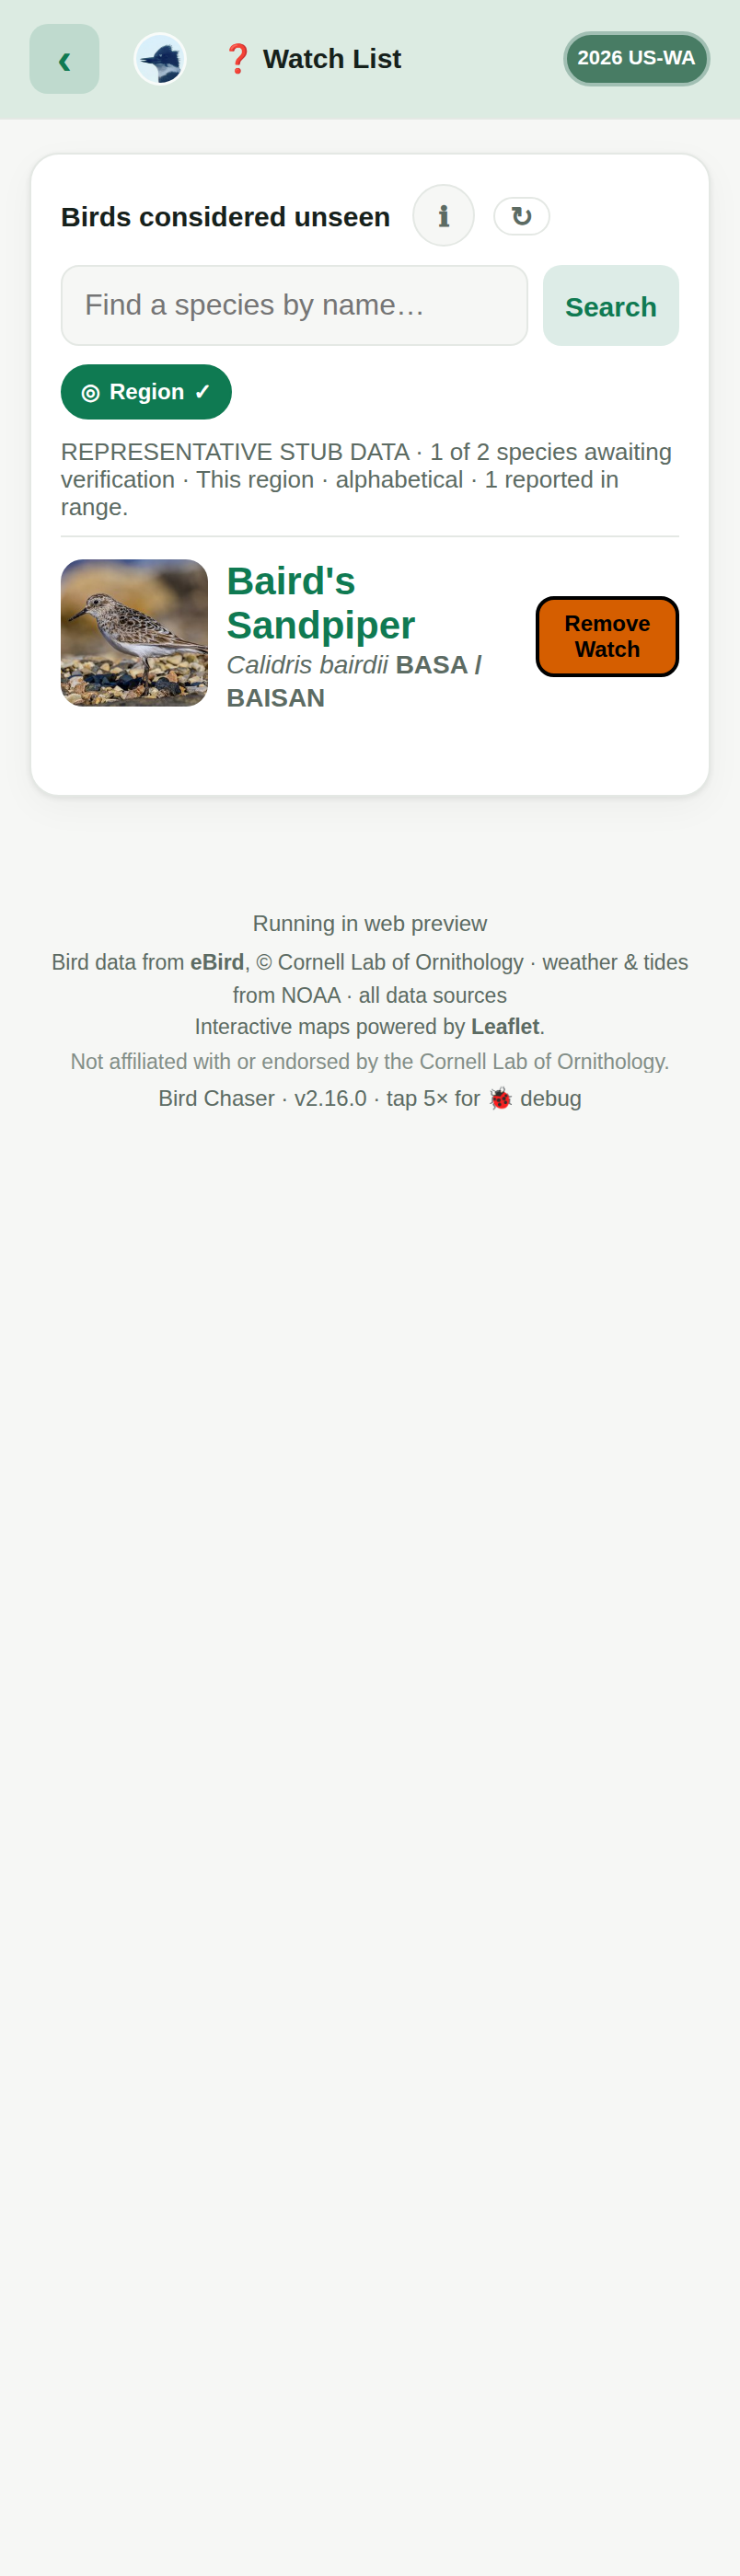 ‹ ❓ Watch List 2026 US-WA
Birds considered unseen ℹ ↻
Find a species by name… Search
◎ Region ✓
REPRESENTATIVE STUB DATA · 1 of 2 species awaiting
verification · This region · alphabetical · 1 reported in
range.
Baird's
Sandpiper
Calidris bairdii BASA /
BAISAN
Remove
Watch
Running in web preview
Bird data from eBird, © Cornell Lab of Ornithology · weather & tides
from NOAA · all data sources
Interactive maps powered by Leaflet.
Not affiliated with or endorsed by the Cornell Lab of Ornithology.
Bird Chaser · v2.16.0 · tap 5× for 🐞 debug